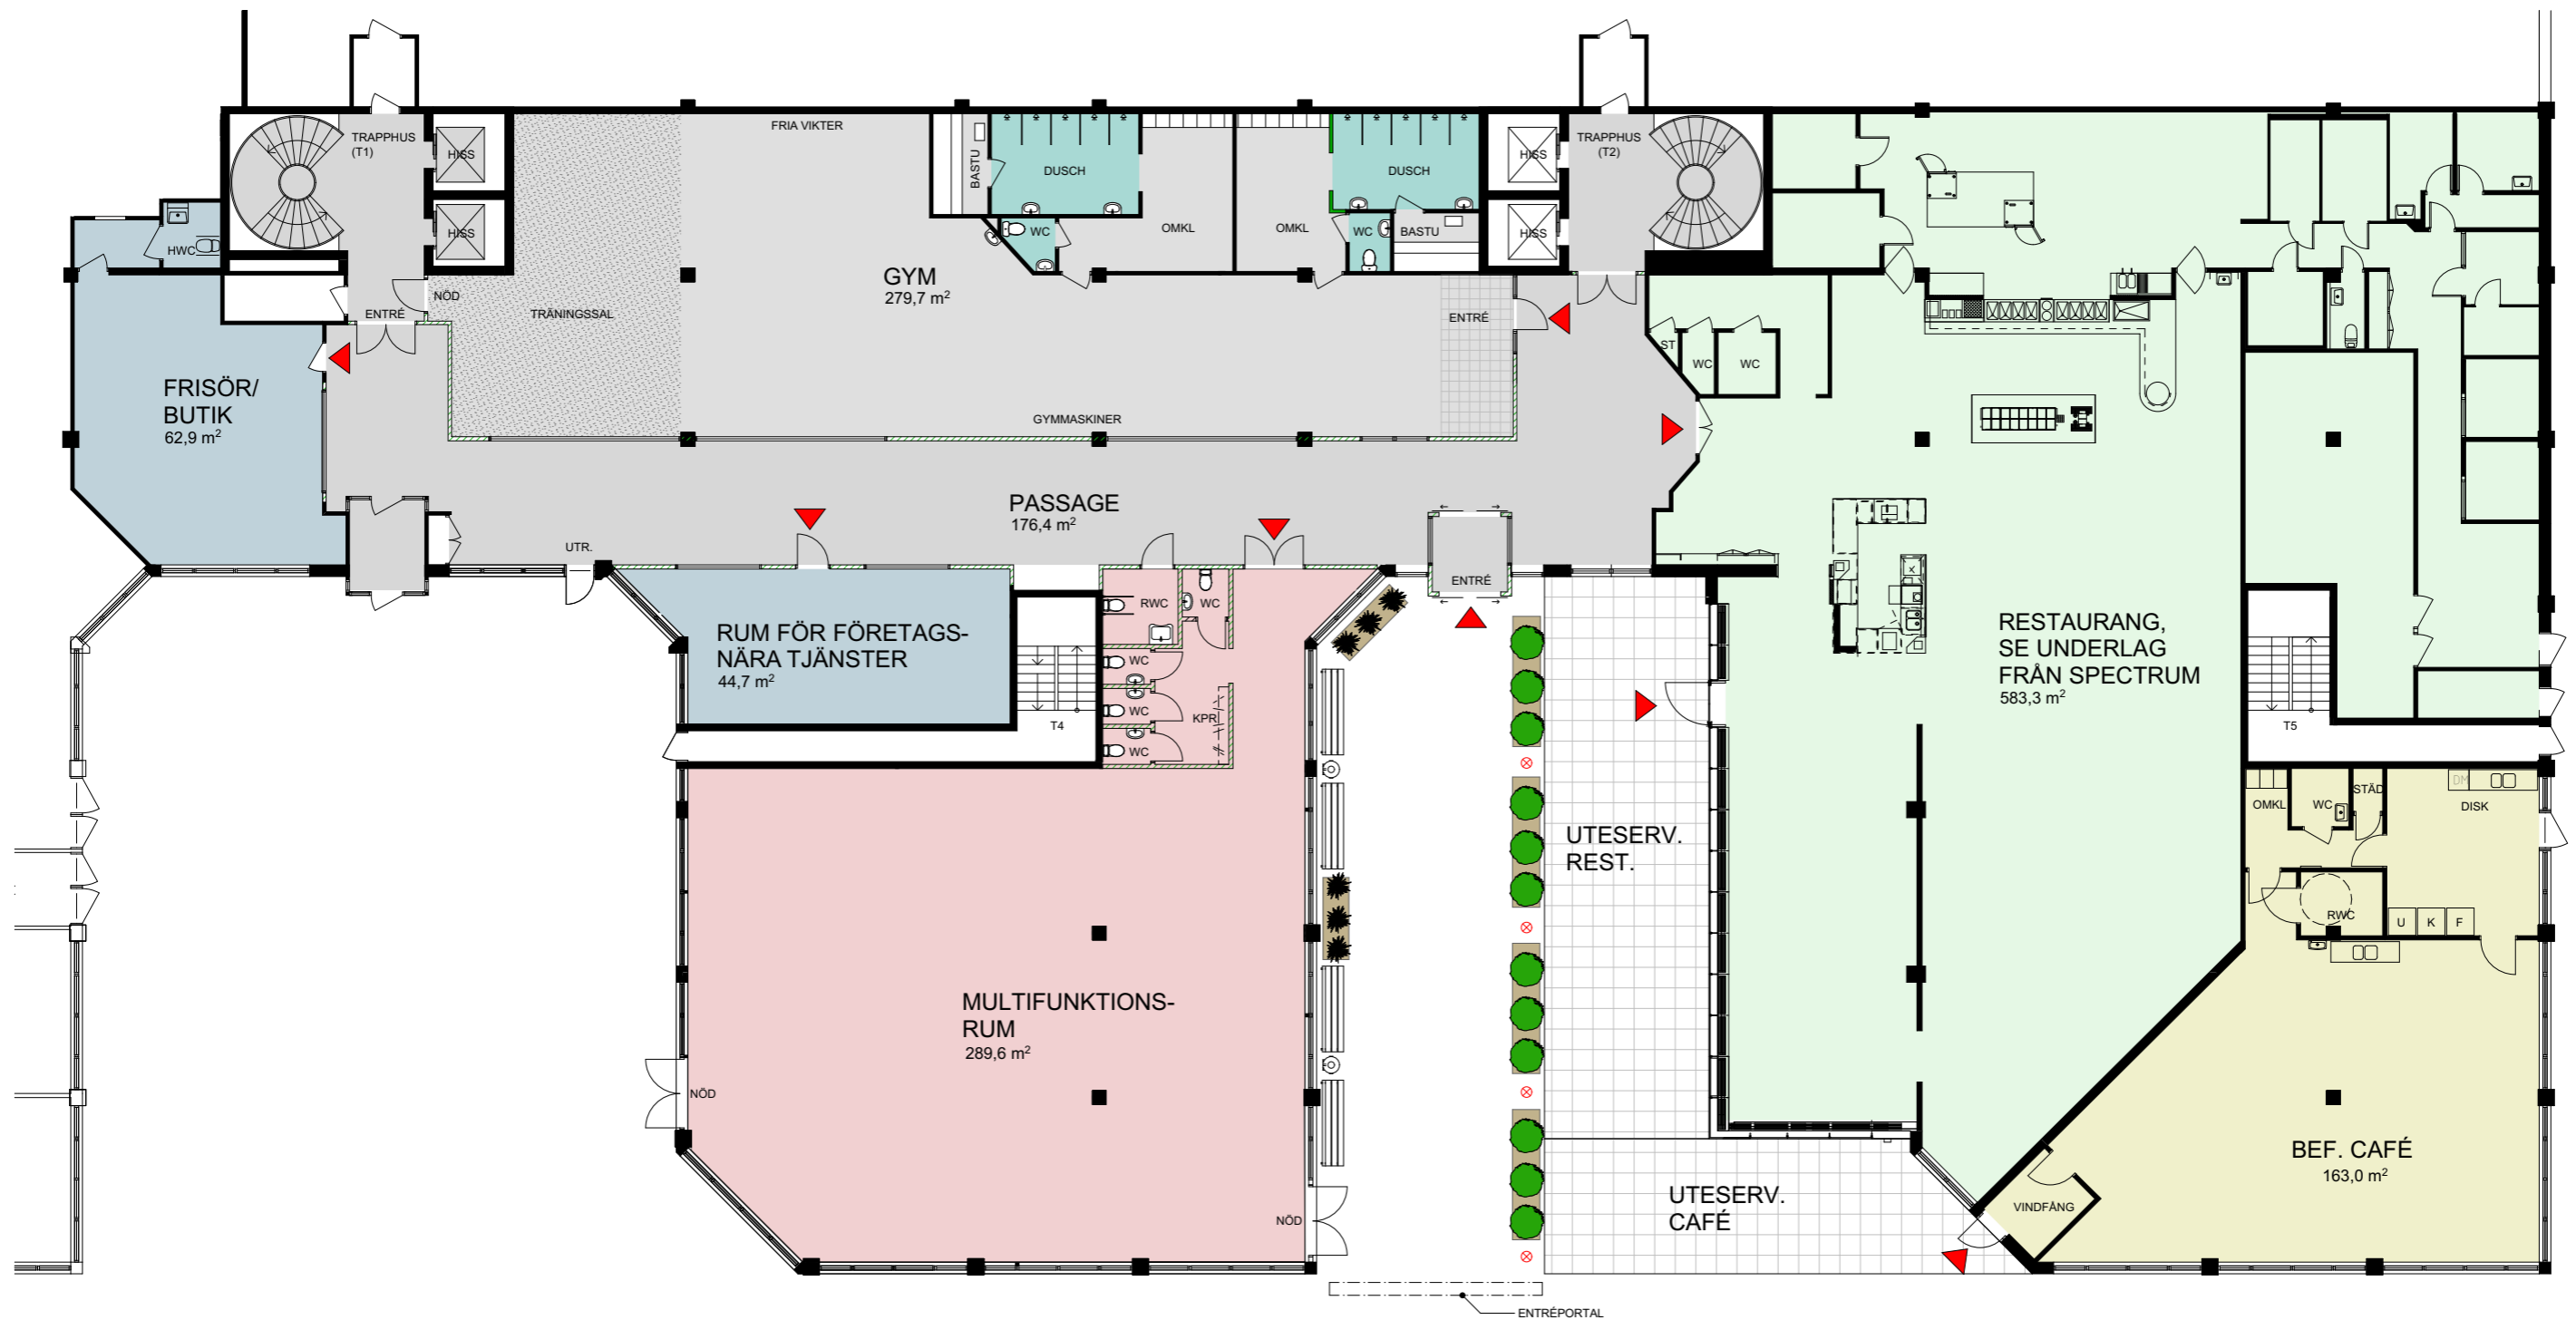 TRAPPHUS
(T1)
HISS
HISS
HWC
NÖD
ENTRÉ
FRIA VIKTER
BASTU
DUSCH
WC
OMKL
OMKL
DUSCH
WC
BASTU
HISS
HISS
TRAPPHUS
(T2)
GYM
279,7 m²
TRÄNINGSSAL
ENTRÉ
GYMMASKINER
ST
WC
WC
FRISÖR/
BUTIK
62,9 m²
PASSAGE
176,4 m²
UTR.
ENTRÉ
RUM FÖR FÖRETAGS-
NÄRA TJÄNSTER
44,7 m²
T4
RWC
WC
WC
WC
WC
KPR
K
RESTAURANG,
SE UNDERLAG
FRÅN SPECTRUM
583,3 m²
T5
OMKL
WC
STÄD
DM
DISK
RWC
U
K
F
UTESERV.
REST.
MULTIFUNKTIONS-
RUM
289,6 m²
NÖD
NÖD
BEF. CAFÉ
163,0 m²
VINDFÅNG
UTESERV.
CAFÉ
ENTRÉPORTAL